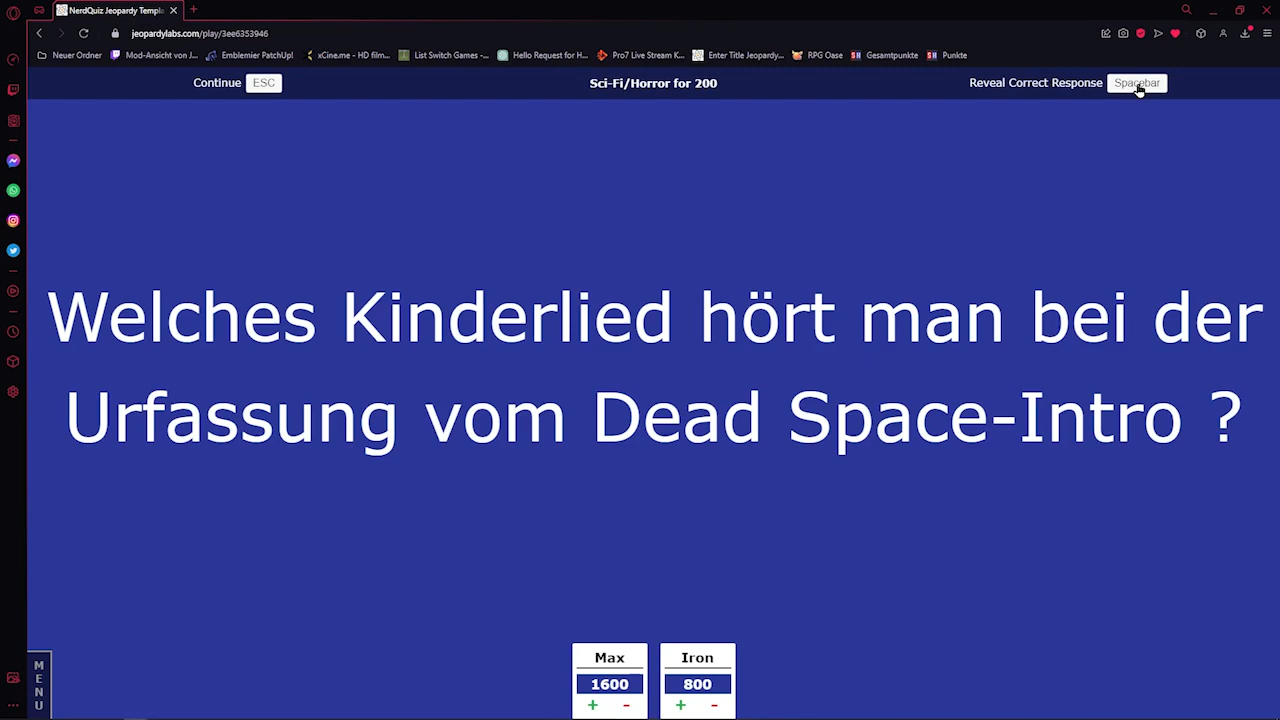 NerdQuiz Jeopardy Templa
jeopardylabs.com/play/3ee6353946
Neuer Ordner
Mod-Ansicht von J...
Emblemier PatchUp!
xCine.me - HD film...
List Switch Games -...
Hello Request for H...
Pro7 Live Stream K...
Enter Title Jeopardy...
RPG Oase
Gesamtpunkte
Punkte
Continue ESC
Sci-Fi/Horror for 200
Reveal Correct Response Spacebar
Welches Kinderlied hört man bei der
Urfassung vom Dead Space-Intro ?
MENU
Max
1600
+ -
Iron
800
+ -